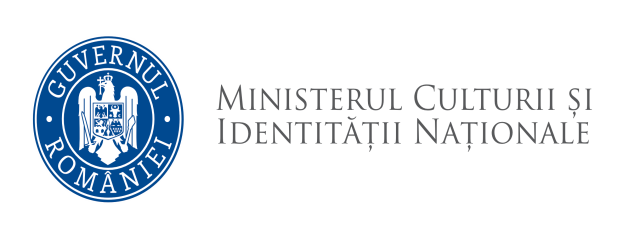 GUVERNUL
ROMÂNIEI
MINISTERUL CULTURII ȘI
IDENTITĂȚII NAȚIONALE